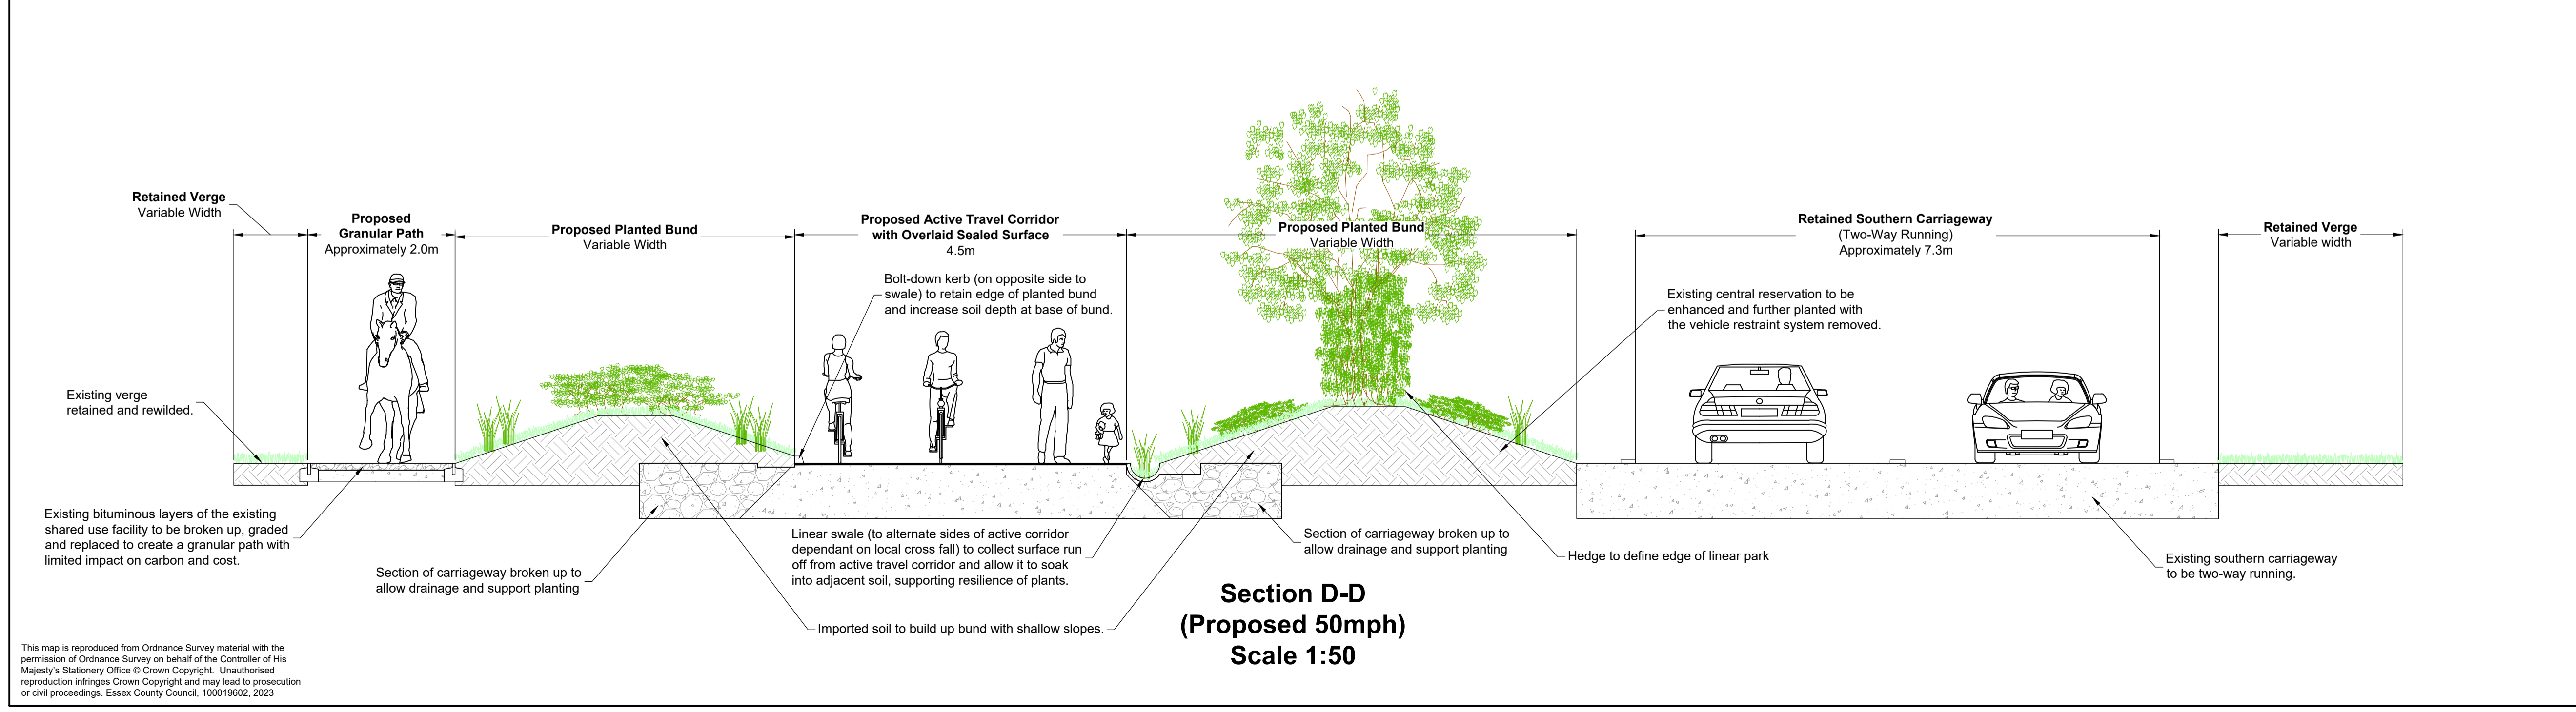 Retained Verge
Variable Width
Proposed
Granular Path
Approximately 2.0m
Proposed Planted Bund
Variable Width
Proposed Active Travel Corridor
with Overlaid Sealed Surface
4.5m
Proposed Planted Bund
Variable Width
Retained Southern Carriageway
(Two-Way Running)
Approximately 7.3m
Retained Verge
Variable width
Bolt-down kerb (on opposite side to
swale) to retain edge of planted bund
and increase soil depth at base of bund.
Existing central reservation to be
enhanced and further planted with
the vehicle restraint system removed.
Existing verge
retained and rewilded.
Existing bituminous layers of the existing
shared use facility to be broken up, graded
and replaced to create a granular path with
limited impact on carbon and cost.
Section of carriageway broken up to
allow drainage and support planting
Linear swale (to alternate sides of active corridor
dependant on local cross fall) to collect surface run
off from active travel corridor and allow it to soak
into adjacent soil, supporting resilience of plants.
Section of carriageway broken up to
allow drainage and support planting
Hedge to define edge of linear park
Existing southern carriageway
to be two-way running.
Imported soil to build up bund with shallow slopes.
Section D-D
(Proposed 50mph)
Scale 1:50
This map is reproduced from Ordnance Survey material with the
permission of Ordnance Survey on behalf of the Controller of His
Majesty's Stationery Office © Crown Copyright. Unauthorised
reproduction infringes Crown Copyright and may lead to prosecution
or civil proceedings. Essex County Council, 100019602, 2023